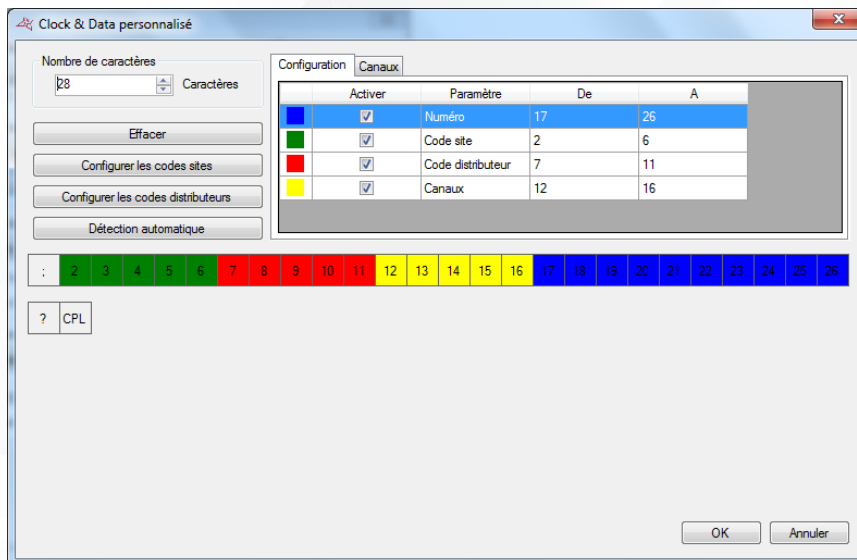 Clock & Data personnalisé
Nombre de caractères
28 Caractères
Effacer
Configurer les codes sites
Configurer les codes distributeurs
Détection automatique
Configuration Canaux
Activer Paramètre De A
Numéro 17 26
Code site 2 6
Code distributeur 7 11
Canaux 12 16
; 2 3 4 5 6 7 8 9 10 11 12 13 14 15 16 17 18 19 20 21 22 23 24 25 26
? CPL
OK Annuler